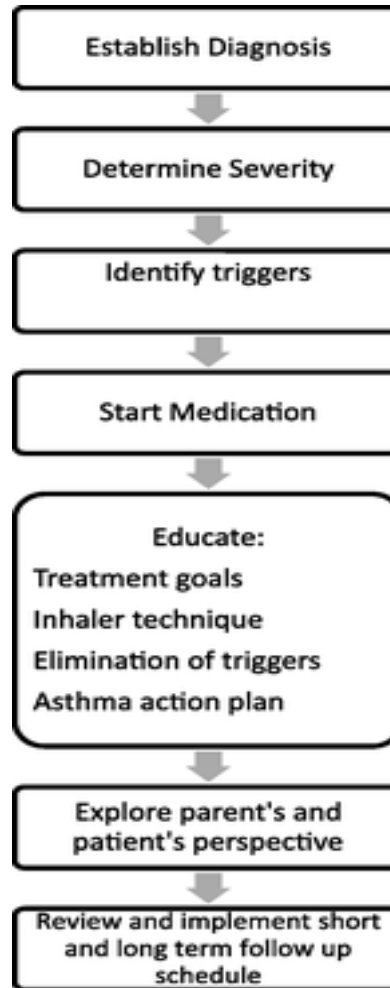 Establish Diagnosis
Determine Severity
Identify triggers
Start Medication
Educate:
Treatment goals
Inhaler technique
Elimination of triggers
Asthma action plan
Explore parent's and
patient's perspective
Review and implement short
and long term follow up
schedule